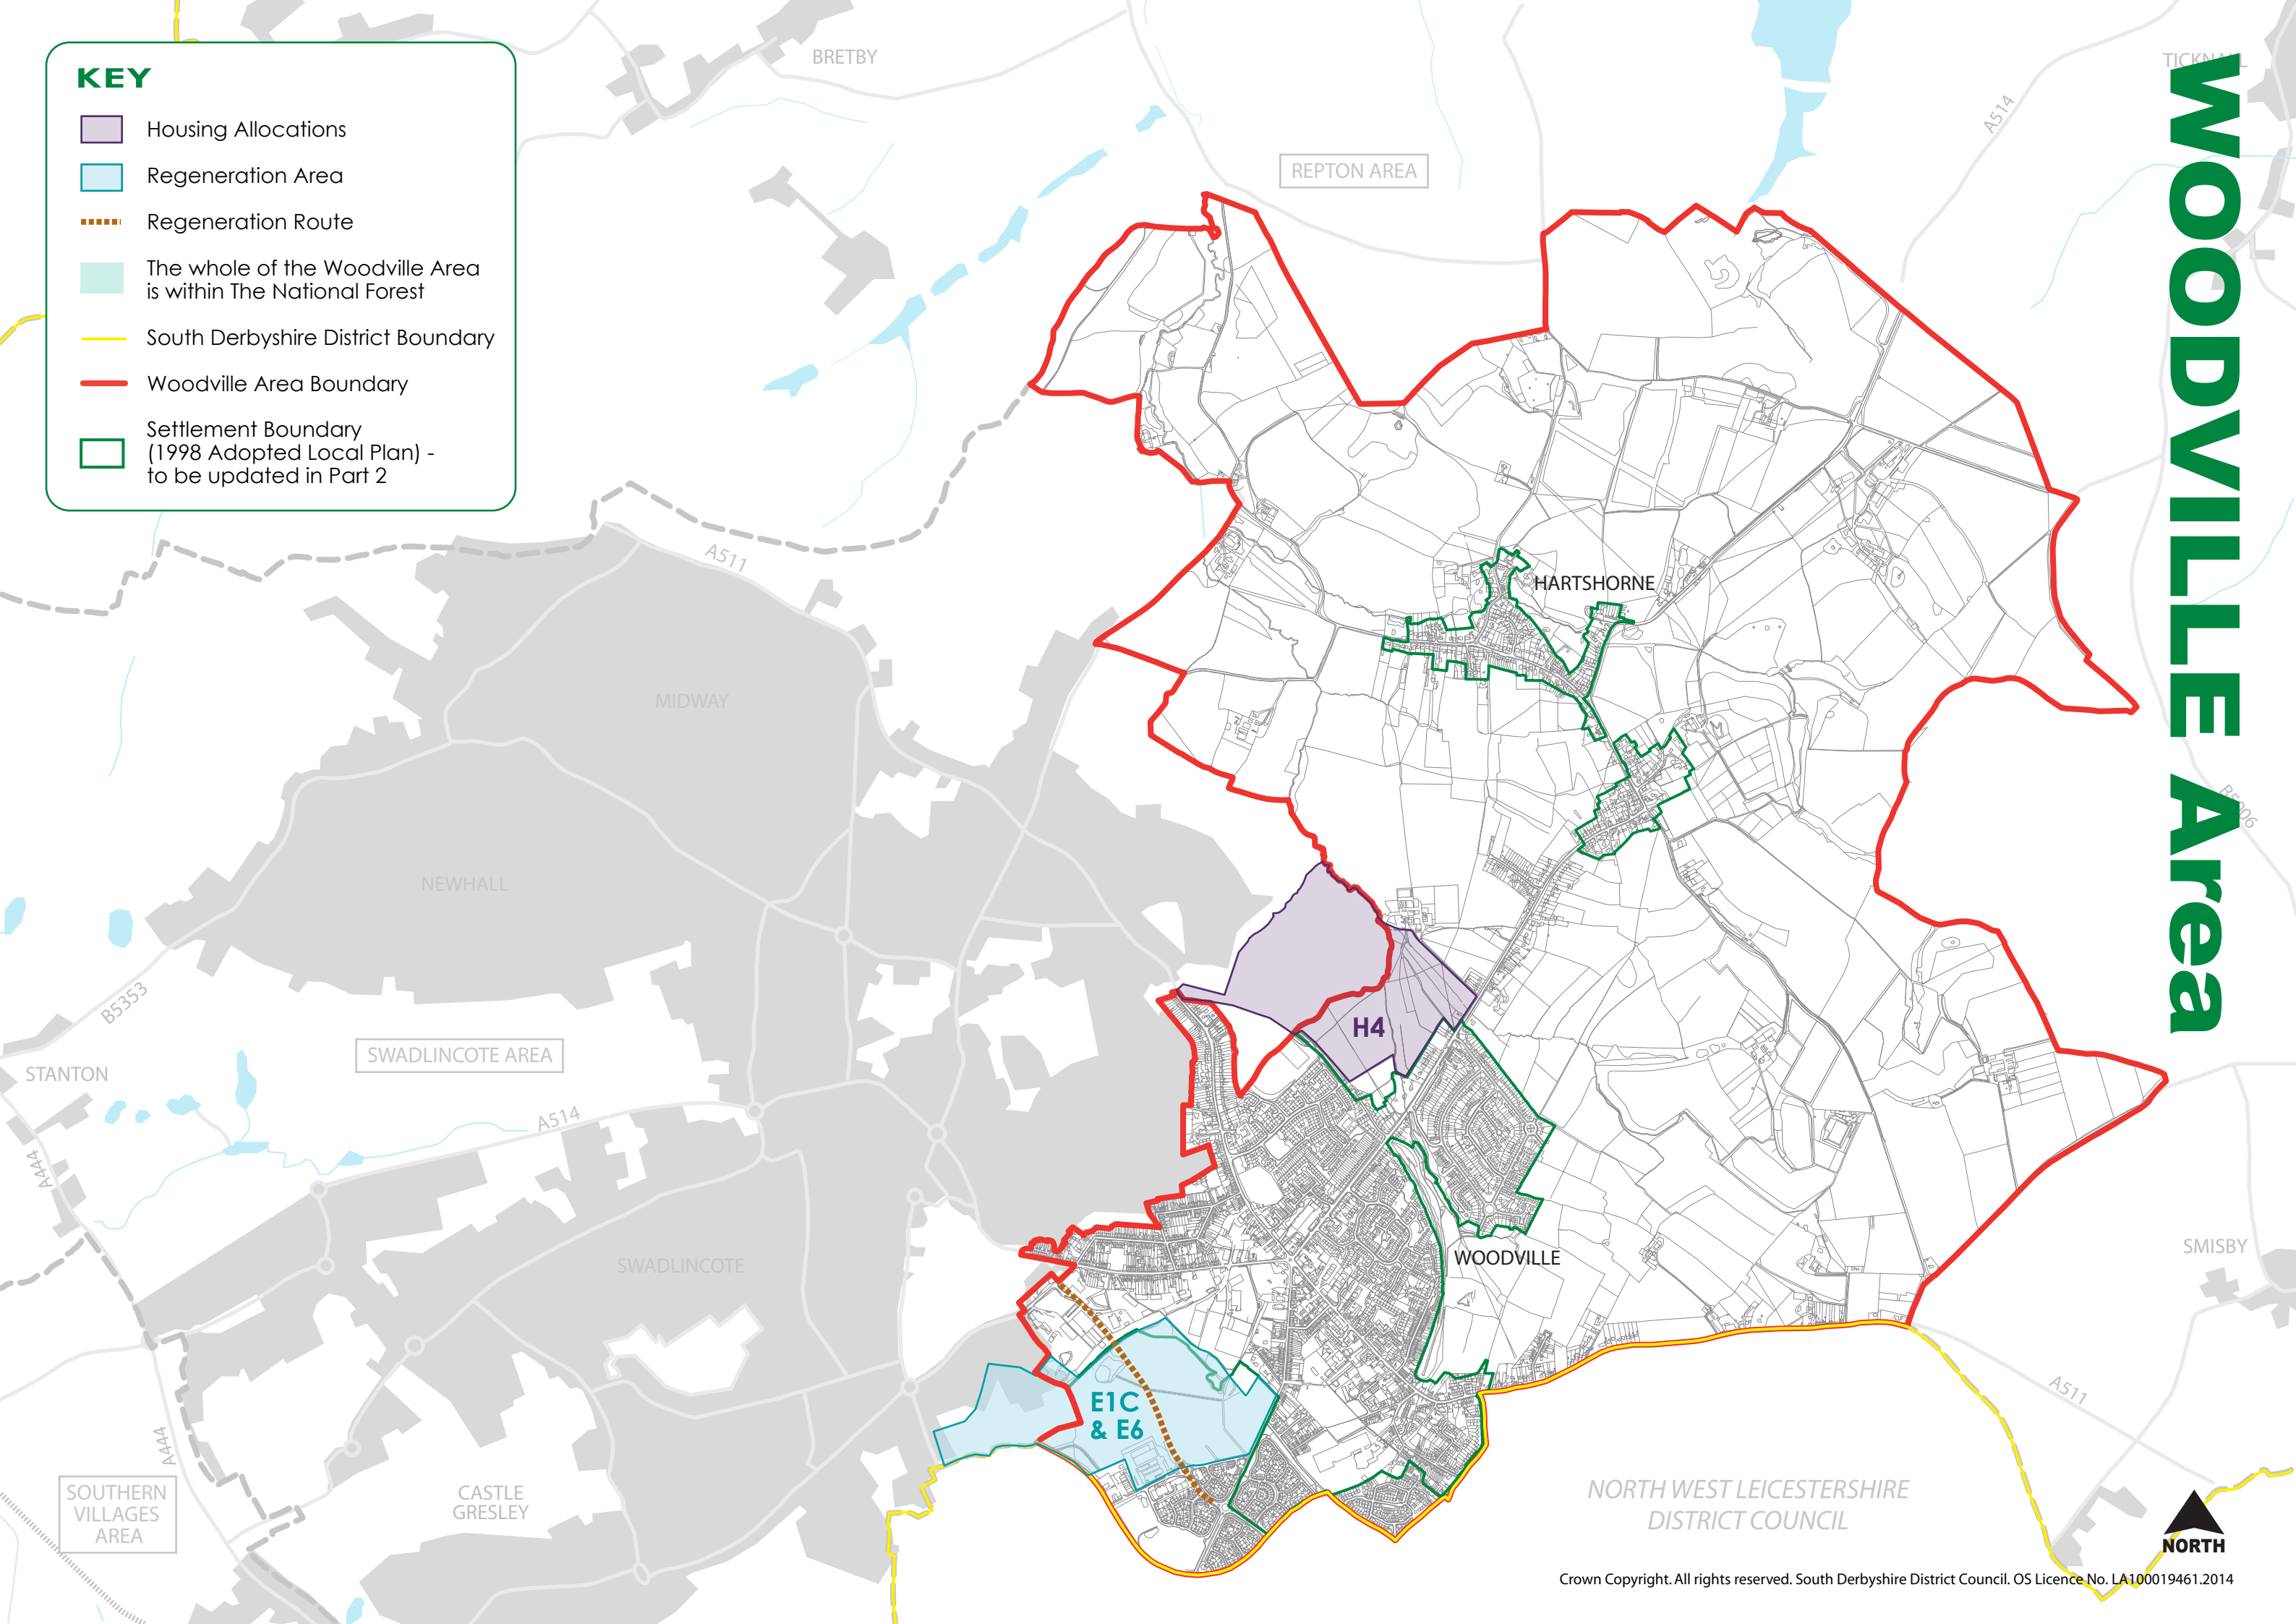 KEY
Housing Allocations
Regeneration Area
Regeneration Route
The whole of the Woodville Area
is within The National Forest
South Derbyshire District Boundary
Woodville Area Boundary
Settlement Boundary
(1998 Adopted Local Plan) -
to be updated in Part 2
WOODVILLE Area
BRETBY
REPTON AREA
TICKNALL
A514
A511
HARTSHORNE
MIDWAY
B5006
NEWHALL
B5353
H4
SWADLINCOTE AREA
STANTON
A514
A444
SWADLINCOTE
WOODVILLE
SMISBY
E1C
& E6
A511
A444
SOUTHERN
VILLAGES
AREA
CASTLE
GRESLEY
NORTH WEST LEICESTERSHIRE
DISTRICT COUNCIL
NORTH
Crown Copyright. All rights reserved. South Derbyshire District Council. OS Licence No. LA100019461.2014